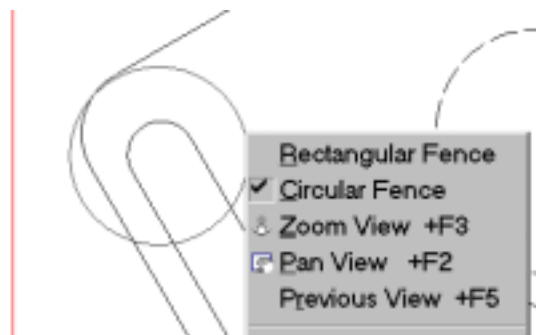 Rectangular Fence
Circular Fence
Zoom View +F3
Pan View +F2
Previous View +F5